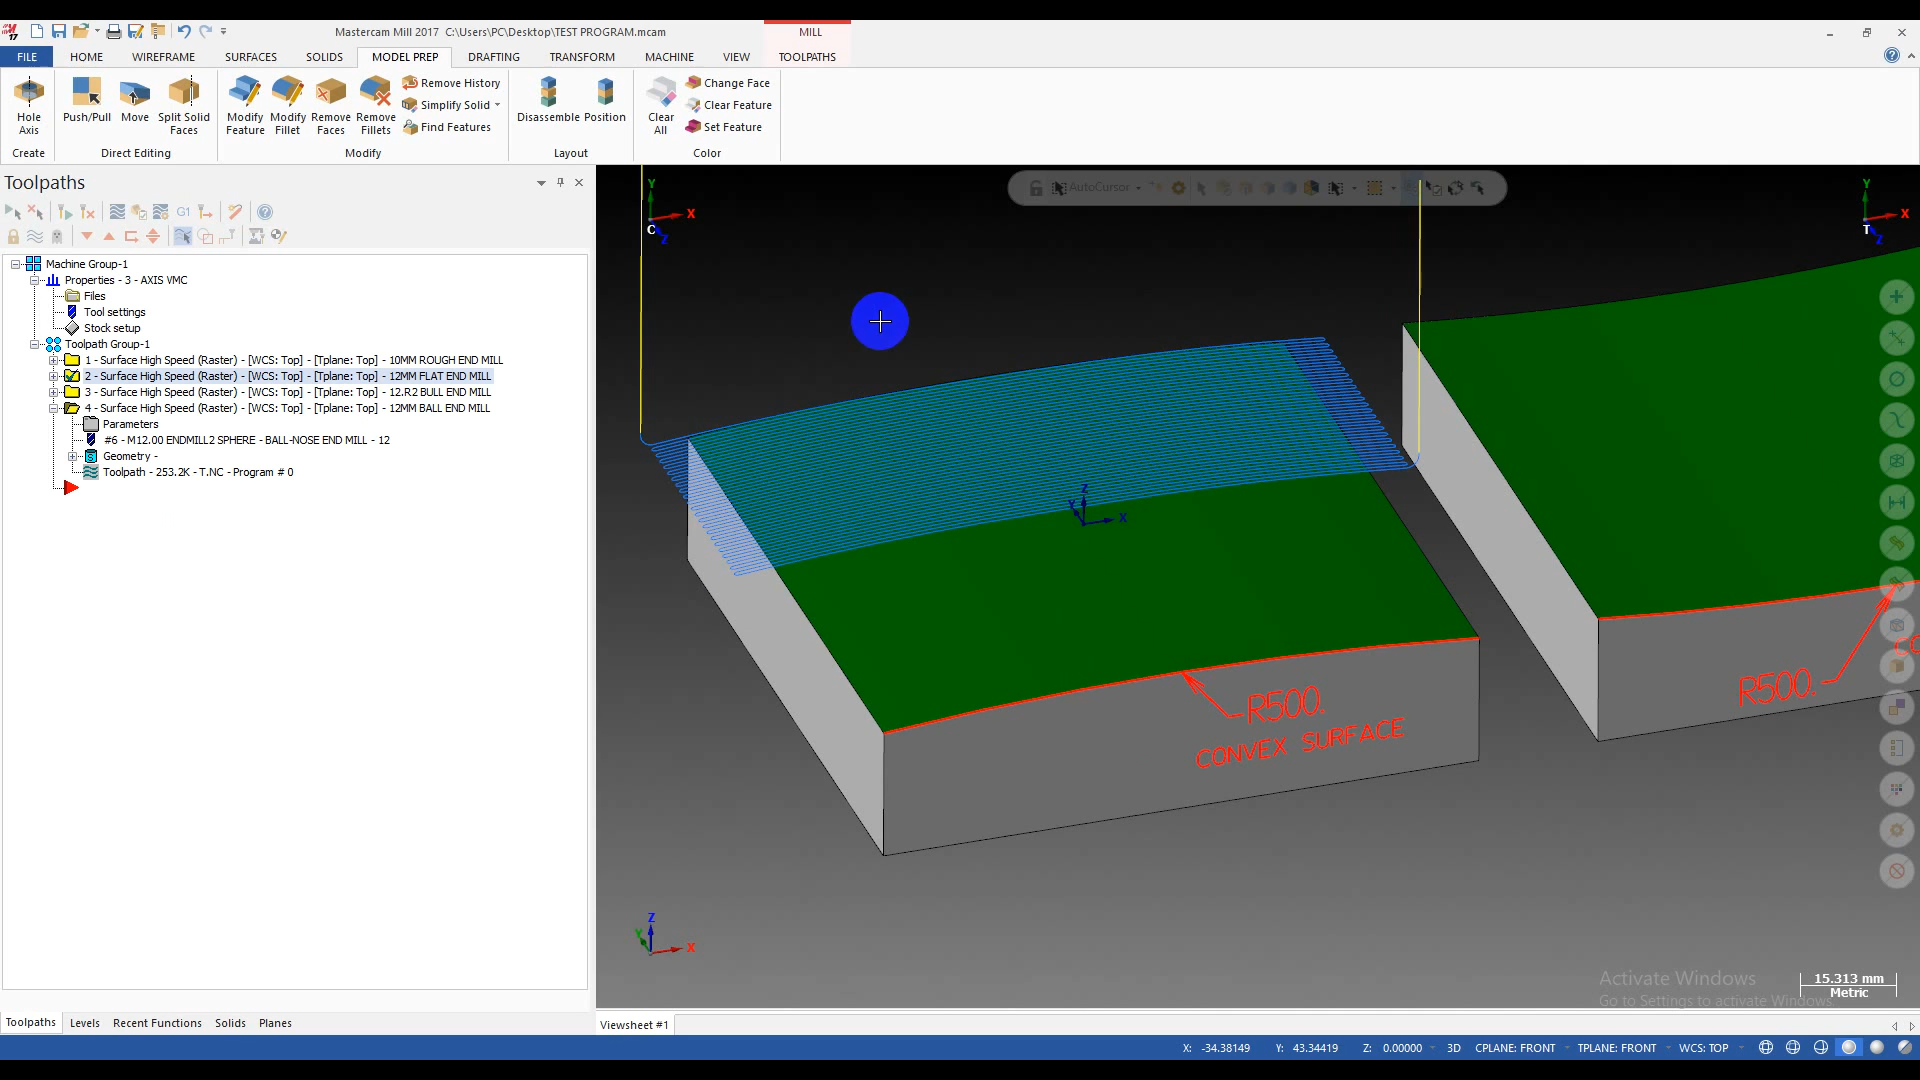 Mastercam Mill 2017 C:\Users\PC\Desktop\TEST PROGRAM.mcam
MILL
FILE HOME WIREFRAME SURFACES SOLIDS MODEL PREP DRAFTING TRANSFORM MACHINE VIEW TOOLPATHS
Hole Axis
Push/Pull
Move
Split Solid Faces
Modify Feature
Modify Fillet
Remove Faces
Remove Fillets
Remove History
Simplify Solid
Find Features
Disassemble
Position
Clear All
Change Face
Clear Feature
Set Feature
Create Direct Editing Modify Layout Color
Toolpaths
G1
Machine Group-1
Properties - 3 - AXIS VMC
Files
Tool settings
Stock setup
Toolpath Group-1
1 - Surface High Speed (Raster) - [WCS: Top] - [Tplane: Top] - 10MM ROUGH END MILL
2 - Surface High Speed (Raster) - [WCS: Top] - [Tplane: Top] - 12MM FLAT END MILL
3 - Surface High Speed (Raster) - [WCS: Top] - [Tplane: Top] - 12.R2 BULL END MILL
4 - Surface High Speed (Raster) - [WCS: Top] - [Tplane: Top] - 12MM BALL END MILL
Parameters
#6 - M12.00 ENDMILL2 SPHERE - BALL-NOSE END MILL - 12
Geometry -
Toolpath - 253.2K - T.NC - Program # 0
AutoCursor
Y
X
C
Z
Y
X
T
Z
Z
Y
X
R500.
CONVEX SURFACE
R500.
CO
Z
Y
X
Activate Windows
Go to Settings to activate Windows.
15.313 mm
Metric
Toolpaths Levels Recent Functions Solids Planes
Viewsheet #1
X: -34.38149 Y: 43.34419 Z: 0.00000 3D CPLANE: FRONT TPLANE: FRONT WCS: TOP